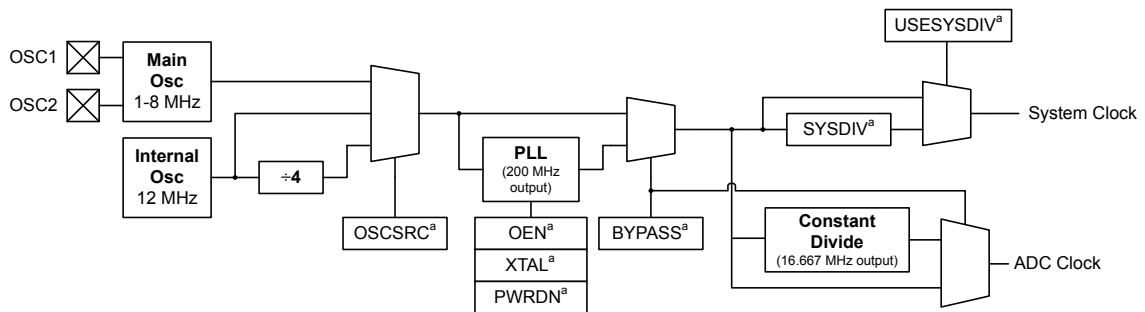 USESYSDIVa
OSC1
OSC2
Main
Osc
1-8 MHz
Internal
Osc
12 MHz
÷4
OSCSRCa
PLL
(200 MHz
output)
OENa
XTALa
PWRDNa
BYPASSa
SYSDIVa
System Clock
Constant
Divide
(16.667 MHz output)
ADC Clock